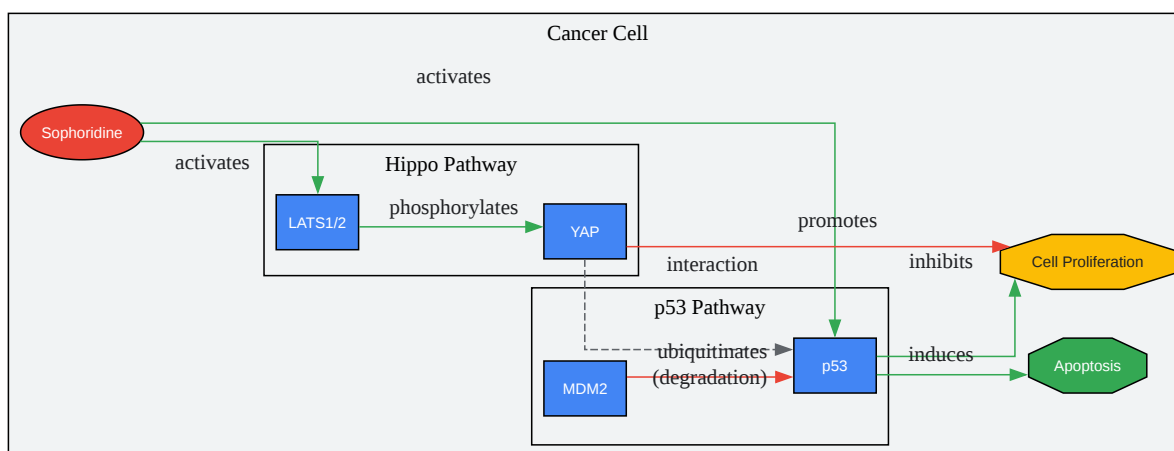 Cancer Cell
activates
Sophoridine
activates
Hippo Pathway
LATS1/2
phosphorylates
YAP
promotes
interaction
inhibits
Cell Proliferation
p53 Pathway
ubiquitinates
(degradation)
MDM2
p53
induces
Apoptosis